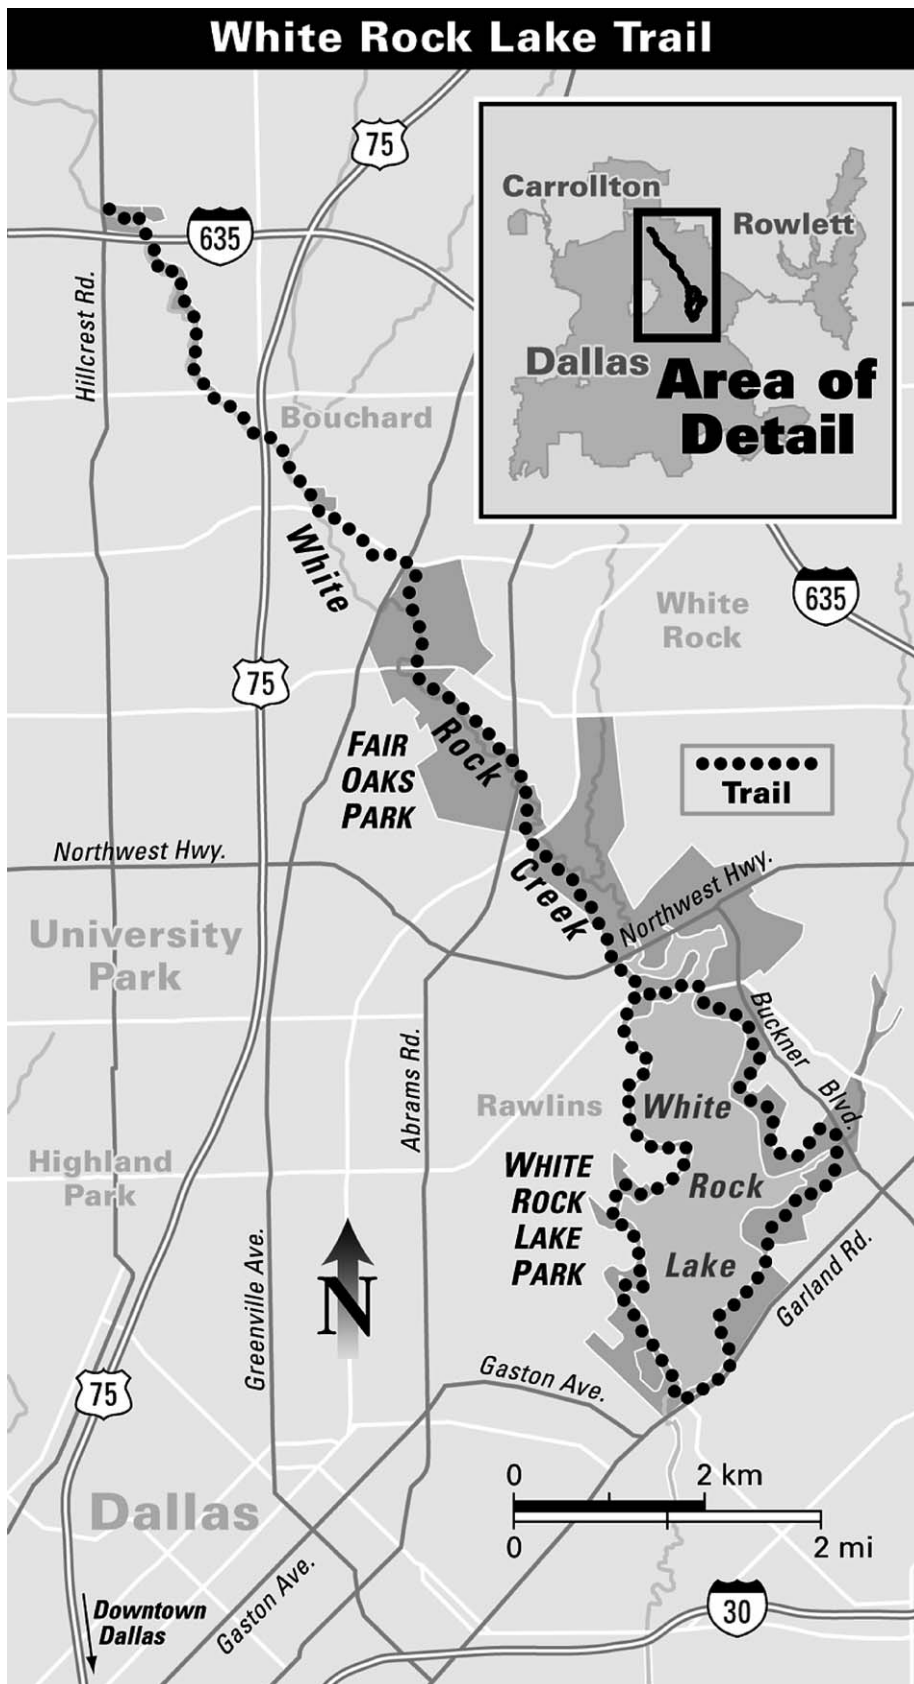 White Rock Lake Trail
75
635
Hillcrest Rd.
Carrollton
Rowlett
Dallas
Area of
Detail
Bouchard
White
Rock
Creek
635
White
Rock
75
FAIR
OAKS
PARK
Trail
Northwest Hwy.
Northwest Hwy.
University
Park
Buckner
Blvd.
Abrams Rd.
Rawlins
White
Rock
Lake
WHITE
ROCK
LAKE
PARK
Highland
Park
Greenville Ave.
N
Garland Rd.
Gaston Ave.
75
0 2 km
0 2 mi
Dallas
Gaston Ave.
Downtown
Dallas
30